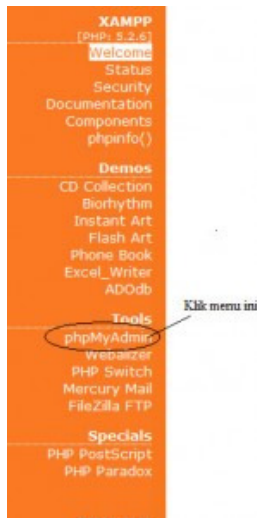 XAMPP
[PHP: 5.2.6]
Welcome
Status
Security
Documentation
Components
phpinfo()
Demos
CD Collection
Biorhythm
Instant Art
Flash Art
Phone Book
Excel_Writer
ADOdb
Klik menu ini
Tools
phpMyAdmin
Webalizer
PHP Switch
Mercury Mail
FileZilla FTP
Specials
PHP PostScript
PHP Paradox